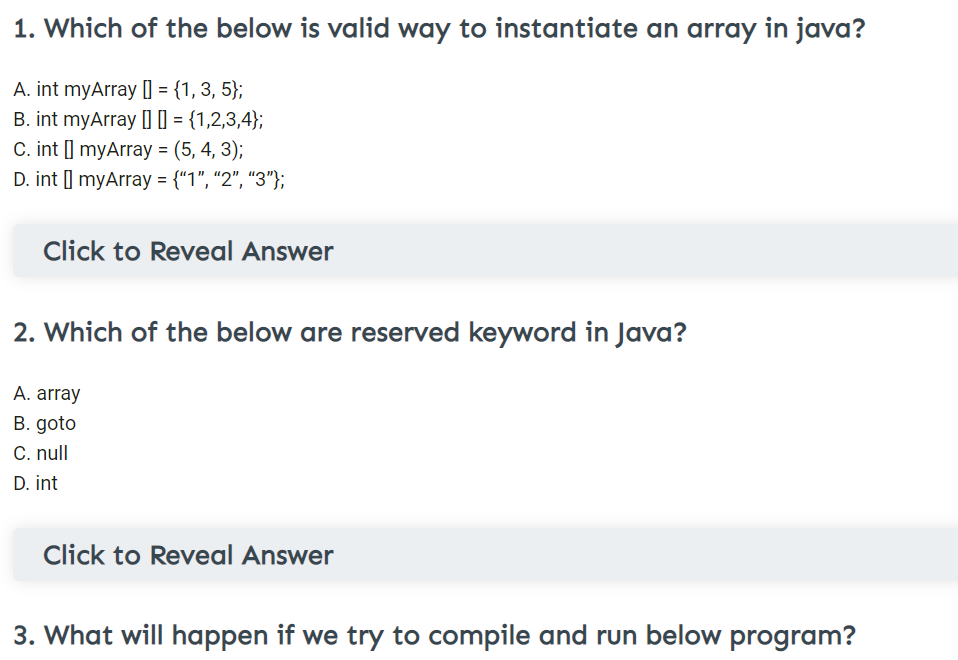 1. Which of the below is valid way to instantiate an array in java?
A. int myArray [] = {1, 3, 5};
B. int myArray [] [] = {1,2,3,4};
C. int [] myArray = (5, 4, 3);
D. int [] myArray = {“1”, “2”, “3”};
Click to Reveal Answer
2. Which of the below are reserved keyword in Java?
A. array
B. goto
C. null
D. int
Click to Reveal Answer
3. What will happen if we try to compile and run below program?